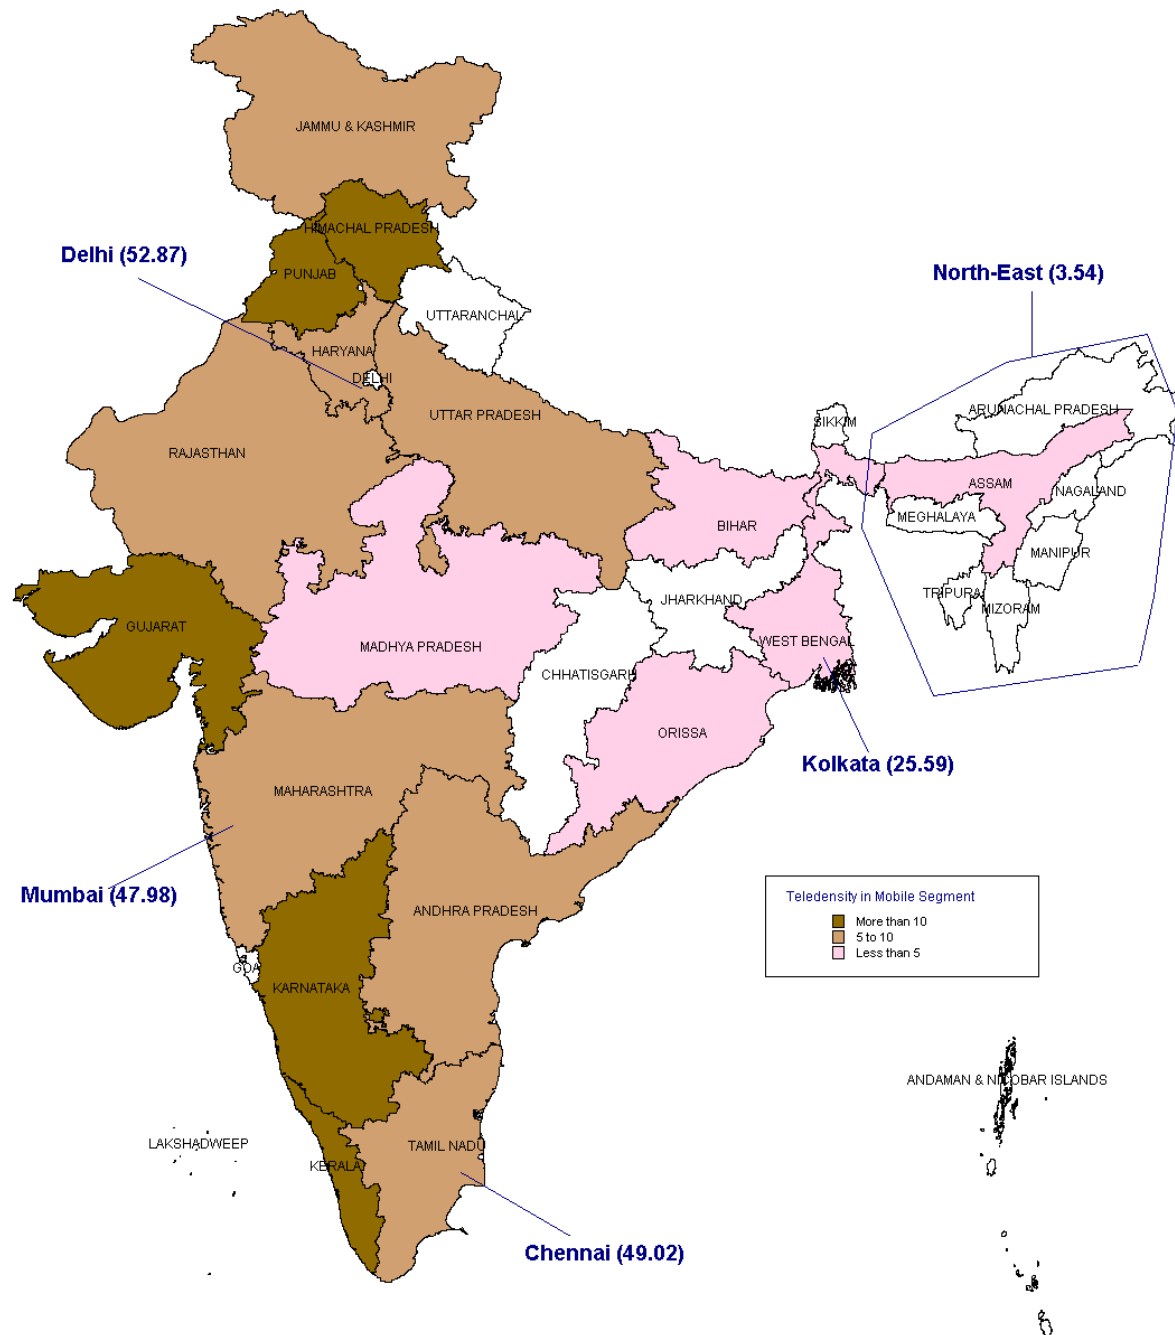 JAMMU & KASHMIR
HIMACHAL PRADESH
Delhi (52.87)
PUNJAB
North-East (3.54)
UTTARANCHAL
HARYANA
DELHI
UTTAR PRADESH
ARUNACHAL PRADESH
SIKKIM
RAJASTHAN
ASSAM
NAGALAND
MEGHALAYA
BIHAR
MANIPUR
TRIPURA
JHARKHAND
MIZORAM
GUJARAT
MADHYA PRADESH
WEST BENGAL
CHHATISGARH
ORISSA
Kolkata (25.59)
MAHARASHTRA
Mumbai (47.98)
ANDHRA PRADESH
Teledensity in Mobile Segment
More than 10
5 to 10
Less than 5
GOA
KARNATAKA
ANDAMAN & NICOBAR ISLANDS
LAKSHADWEEP
TAMIL NADU
KERALA
Chennai (49.02)